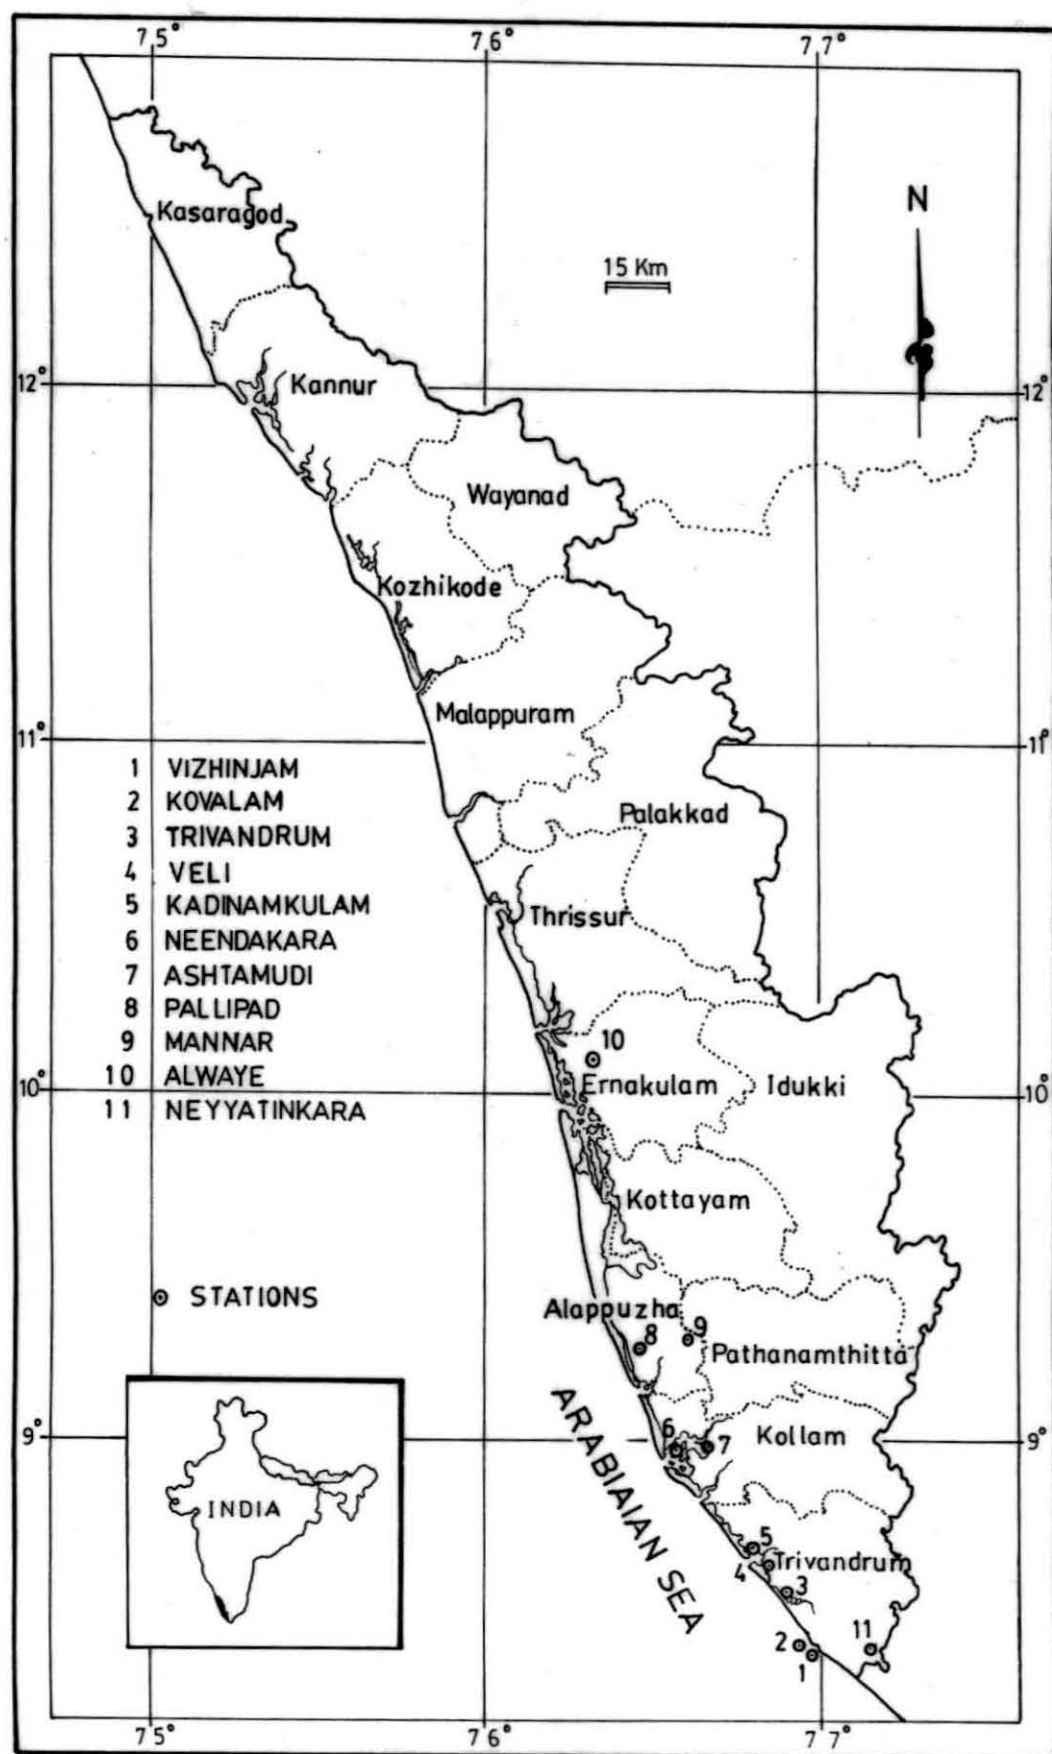 75° 76° 77°
N
Kasaragod
15 Km
12° Kannur 12°
Wayanad
Kozhikode
Malappuram
11° 11°
1 VIZHINJAM
2 KOVALAM
3 TRIVANDRUM
4 VELI
5 KADINAMKULAM
6 NEENDAKARA
7 ASHTAMUDI
8 PALLIPAD
9 MANNAR
10 ALWAYE
11 NEYYATINKARA
Palakkad
Thrissur
10
10° Ernakulam Idukki 10°
Kottayam
STATIONS
Alappuzha
8 9
Pathanamthitta
9° 6 7 Kollam 9°
ARABIAIAN SEA
INDIA
5
4 Trivandrum
3
2 11
1
75° 76° 77°